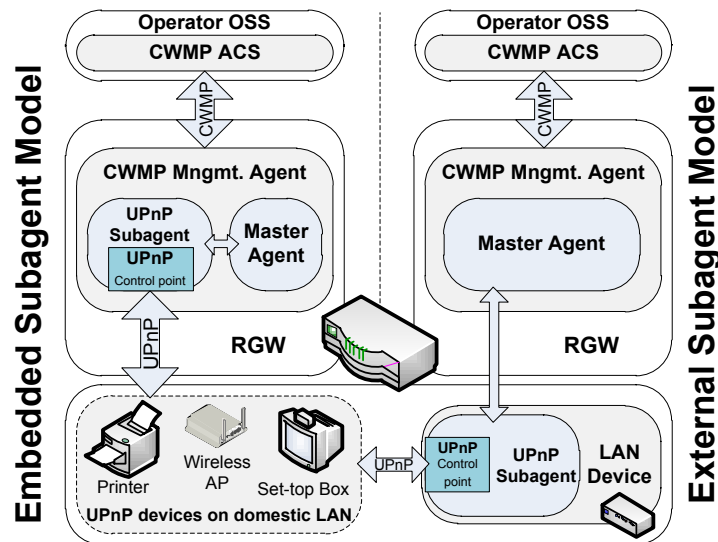 Embedded Subagent Model
Operator OSS
CWMP ACS
CWMP
CWMP Mngmt. Agent
UPnP
Subagent
UPnP
Control point
Master
Agent
UPnP
RGW
Printer
Wireless
AP
Set-top Box
UPnP devices on domestic LAN
Operator OSS
CWMP ACS
CWMP
CWMP Mngmt. Agent
Master Agent
RGW
UPnP
UPnP
Control
point
UPnP
Subagent
LAN
Device
External Subagent Model